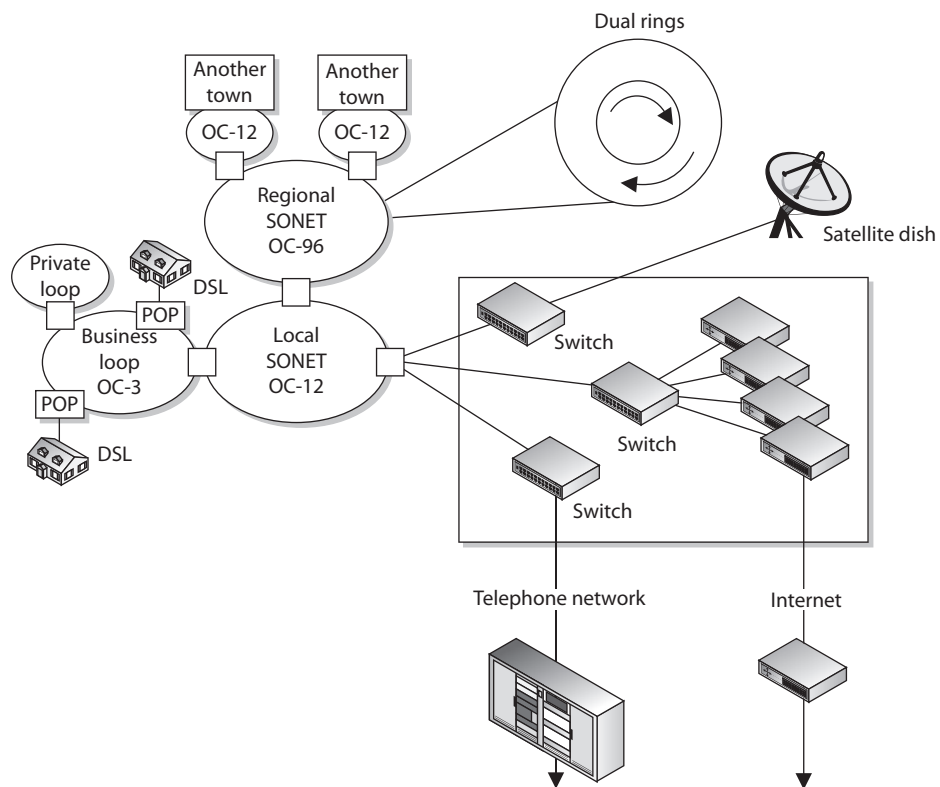 Dual rings
Another
town
Another
town
OC-12
OC-12
Regional
SONET
OC-96
Satellite dish
Private
loop
DSL
POP
Business
loop
OC-3
Local
SONET
OC-12
Switch
Switch
POP
DSL
Switch
Telephone network
Internet